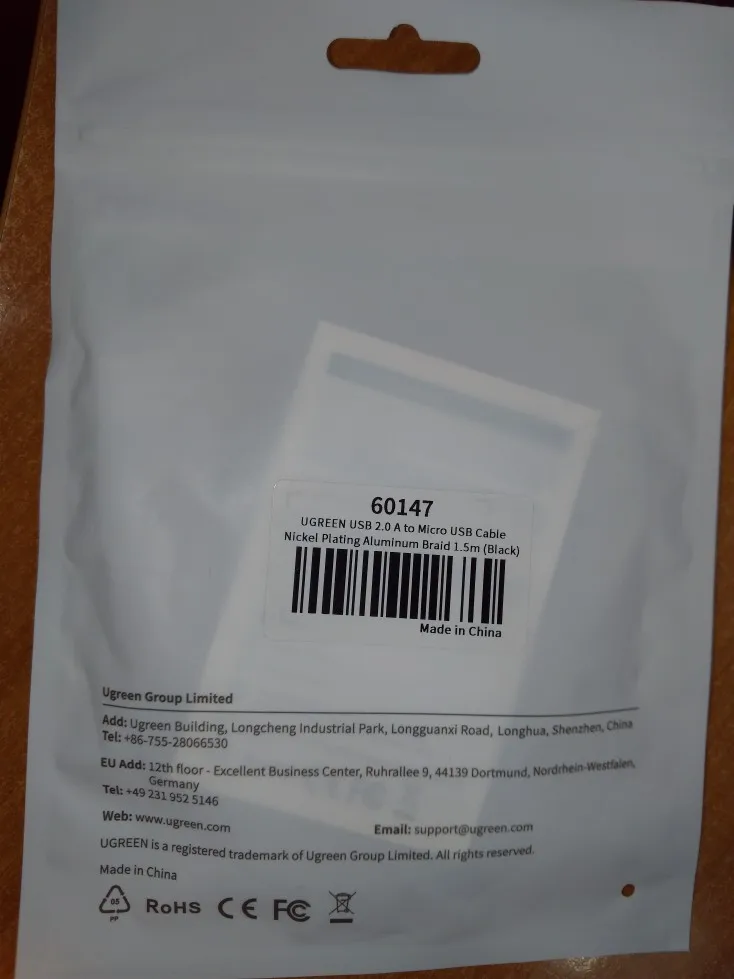 60147
UGREEN USB 2.0 A to Micro USB Cable
Nickel Plating Aluminum Braid 1.5m (Black)
Made in China
Ugreen Group Limited
Add: Ugreen Building, Longcheng Industrial Park, Longguanxi Road, Longhua, Shenzhen, China
Tel: +86-755-28066530
EU Add: 12th floor - Excellent Business Center, Ruhrallee 9, 44139 Dortmund, Nordrhein-Westfalen,
Germany
Tel: +49 231 952 5146
Web: www.ugreen.com
Email: support@ugreen.com
UGREEN is a registered trademark of Ugreen Group Limited. All rights reserved.
Made in China
05
PP
RoHS CE FC